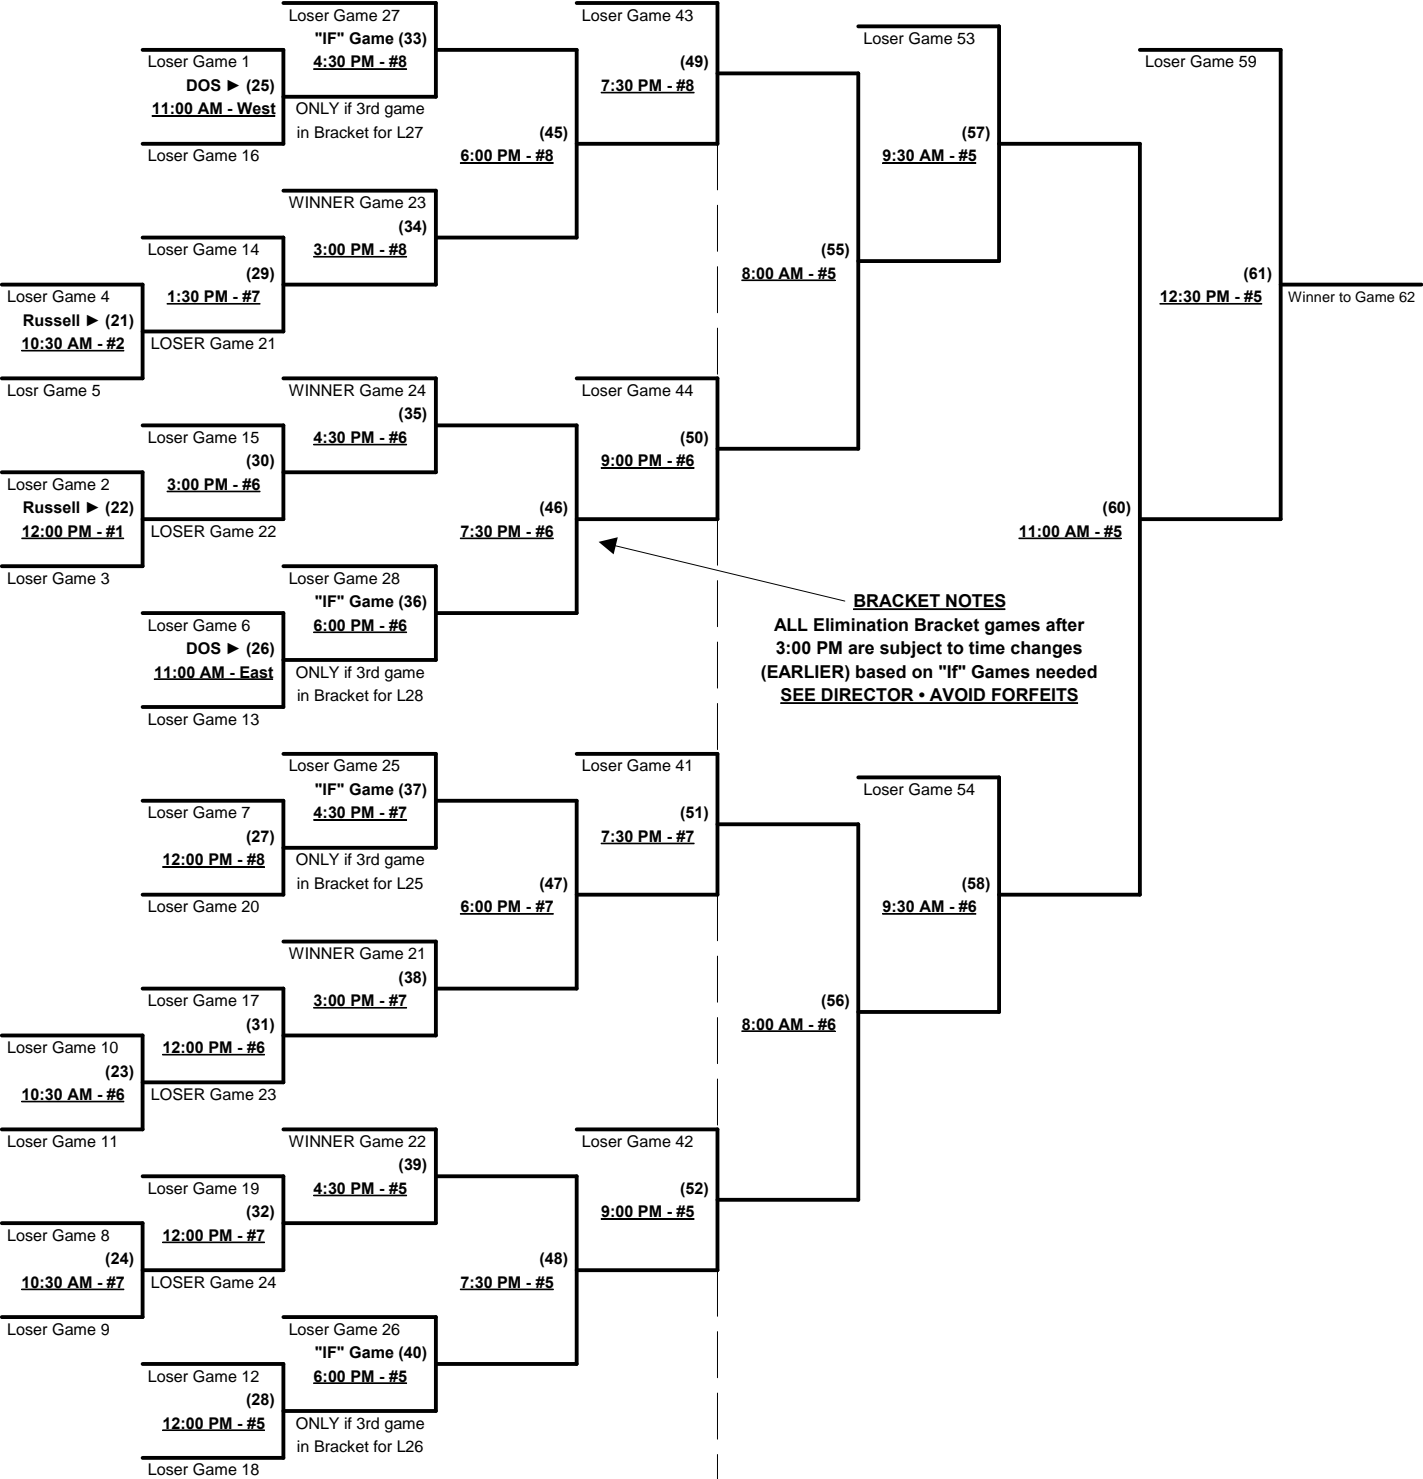 Loser Game 27
"IF" Game (33)
4:30 PM - #8
ONLY if 3rd game
in Bracket for L27
Loser Game 1
DOS ► (25)
11:00 AM - West
Loser Game 16
WINNER Game 23
(34)
3:00 PM - #8
Loser Game 14
(29)
1:30 PM - #7
LOSER Game 21
Loser Game 4
Russell ► (21)
10:30 AM - #2
Losr Game 5
WINNER Game 24
(35)
4:30 PM - #6
Loser Game 15
(30)
3:00 PM - #6
LOSER Game 22
Loser Game 2
Russell ► (22)
12:00 PM - #1
Loser Game 3
Loser Game 28
"IF" Game (36)
6:00 PM - #6
ONLY if 3rd game
in Bracket for L28
Loser Game 6
DOS ► (26)
11:00 AM - East
Loser Game 13
Loser Game 25
"IF" Game (37)
4:30 PM - #7
ONLY if 3rd game
in Bracket for L25
Loser Game 7
(27)
12:00 PM - #8
Loser Game 20
WINNER Game 21
(38)
3:00 PM - #7
Loser Game 17
(31)
12:00 PM - #6
LOSER Game 23
Loser Game 10
(23)
10:30 AM - #6
Loser Game 11
WINNER Game 22
(39)
4:30 PM - #5
Loser Game 19
(32)
12:00 PM - #7
LOSER Game 24
Loser Game 8
(24)
10:30 AM - #7
Loser Game 9
Loser Game 26
"IF" Game (40)
6:00 PM - #5
ONLY if 3rd game
in Bracket for L26
Loser Game 12
(28)
12:00 PM - #5
Loser Game 18
(45)
6:00 PM - #8
(46)
7:30 PM - #6
(47)
6:00 PM - #7
(48)
7:30 PM - #5
Loser Game 43
(49)
7:30 PM - #8
Loser Game 44
(50)
9:00 PM - #6
Loser Game 41
(51)
7:30 PM - #7
Loser Game 42
(52)
9:00 PM - #5
(55)
8:00 AM - #5
(56)
8:00 AM - #6
Loser Game 53
(57)
9:30 AM - #5
Loser Game 54
(58)
9:30 AM - #6
(60)
11:00 AM - #5
Loser Game 59
(61)
12:30 PM - #5
Winner to Game 62
BRACKET NOTES
ALL Elimination Bracket games after
3:00 PM are subject to time changes
(EARLIER) based on "If" Games needed
SEE DIRECTOR • AVOID FORFEITS